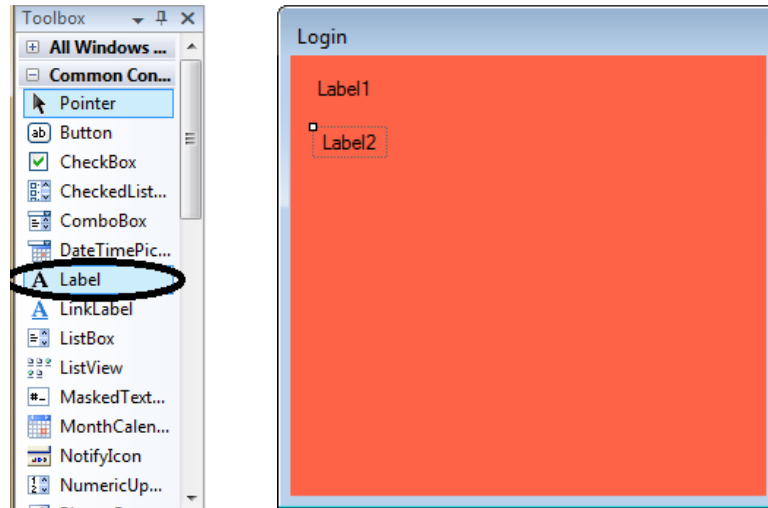 Toolbox
All Windows ...
Common Con...
Pointer
Button
CheckBox
CheckedList...
ComboBox
DateTimePic...
Label
LinkLabel
ListBox
ListView
MaskedText...
MonthCalen...
NotifyIcon
NumericUp...
Login
Label1
Label2